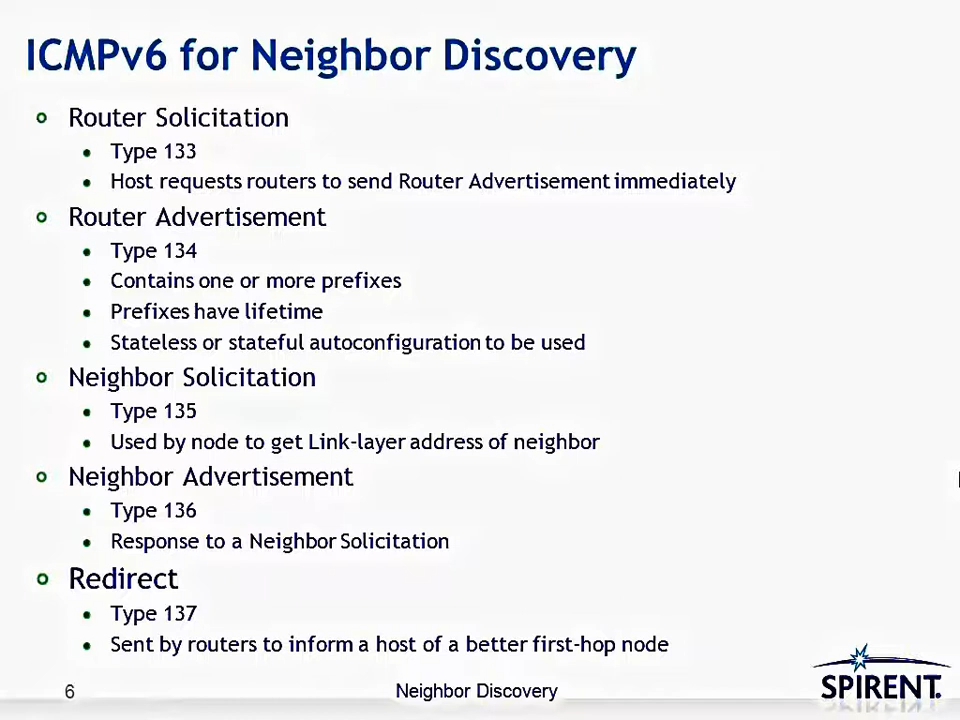 ICMPv6 for Neighbor Discovery
Router Solicitation
Type 133
Host requests routers to send Router Advertisement immediately
Router Advertisement
Type 134
Contains one or more prefixes
Prefixes have lifetime
Stateless or stateful autoconfiguration to be used
Neighbor Solicitation
Type 135
Used by node to get Link-layer address of neighbor
Neighbor Advertisement
Type 136
Response to a Neighbor Solicitation
Redirect
Type 137
Sent by routers to inform a host of a better first-hop node
6
Neighbor Discovery
SPIRENT